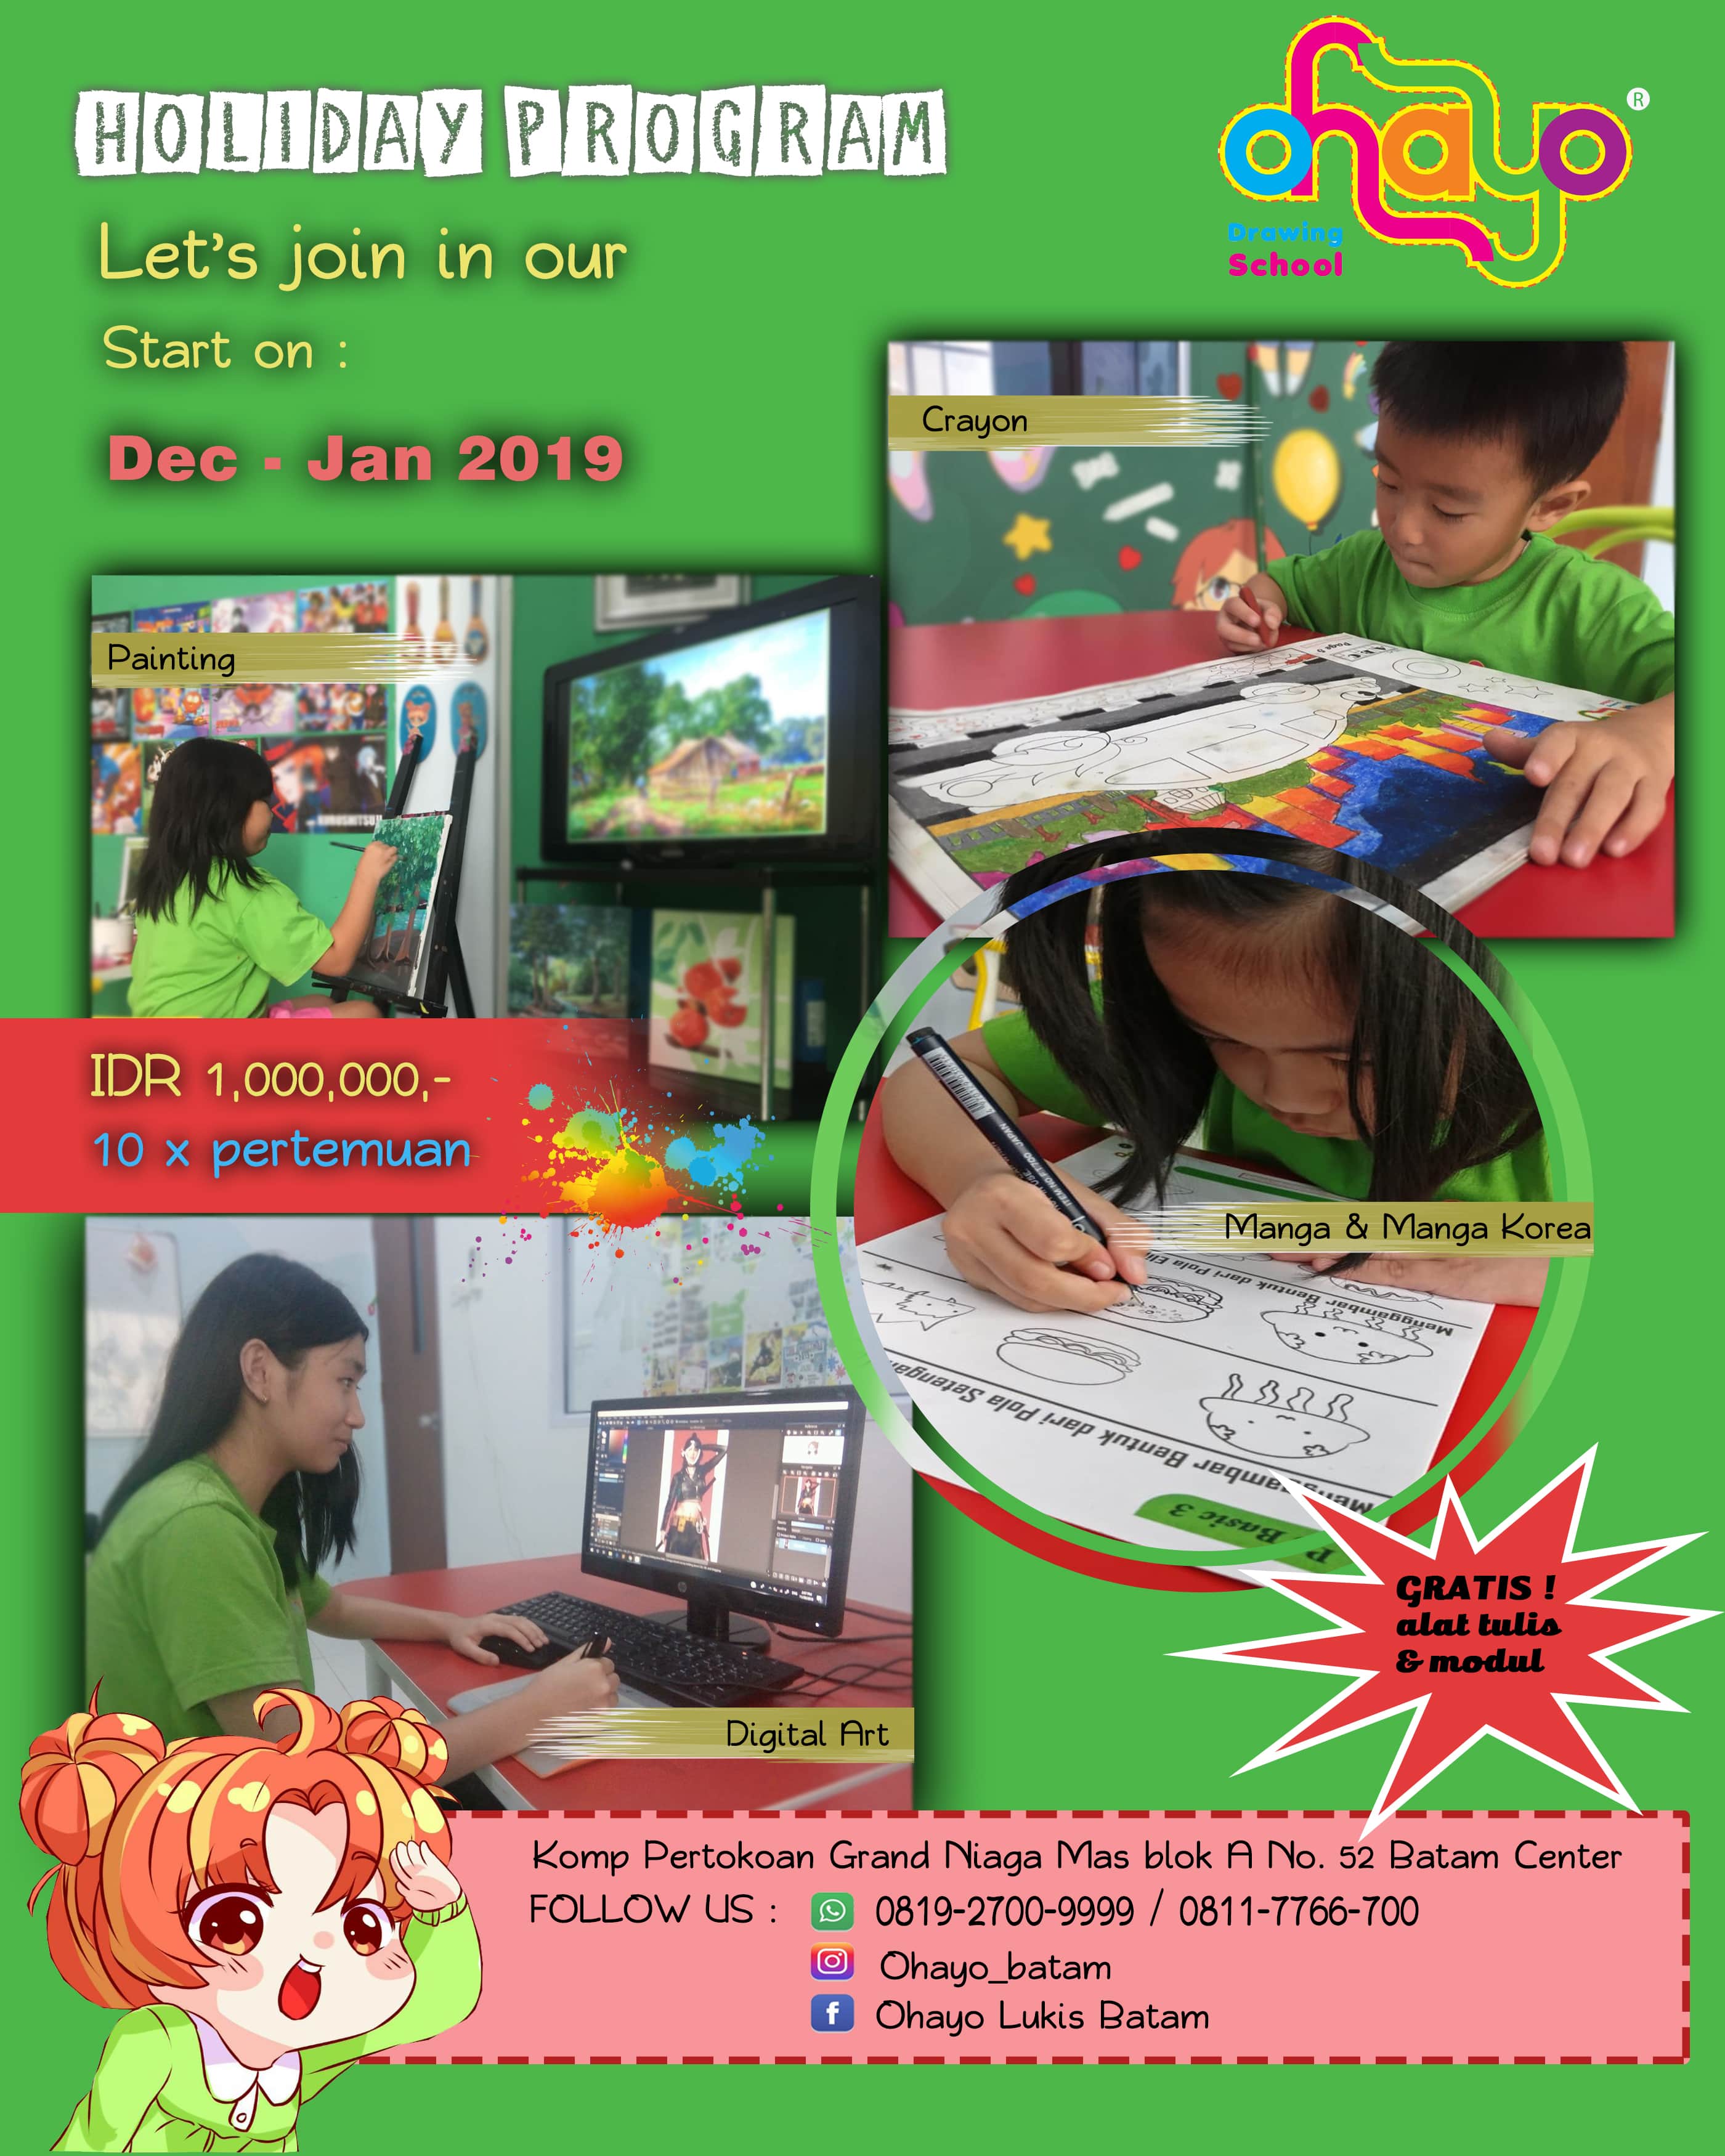 HOLIDAY PROGRAM
ohayo ®
Drawing
School
Let's join in our
Start on :
Dec - Jan 2019
Crayon
Painting
IDR 1,000,000,-
10 x pertemuan
Manga & Manga Korea
Menggambar Bentuk dari Pola
Bentuk dari Pola
Basic 3
Digital Art
GRATIS !
alat tulis
& modul
Komp Pertokoan Grand Niaga Mas blok A No. 52 Batam Center
FOLLOW US : 0819-2700-9999 / 0811-7766-700
Ohayo_batam
Ohayo Lukis Batam